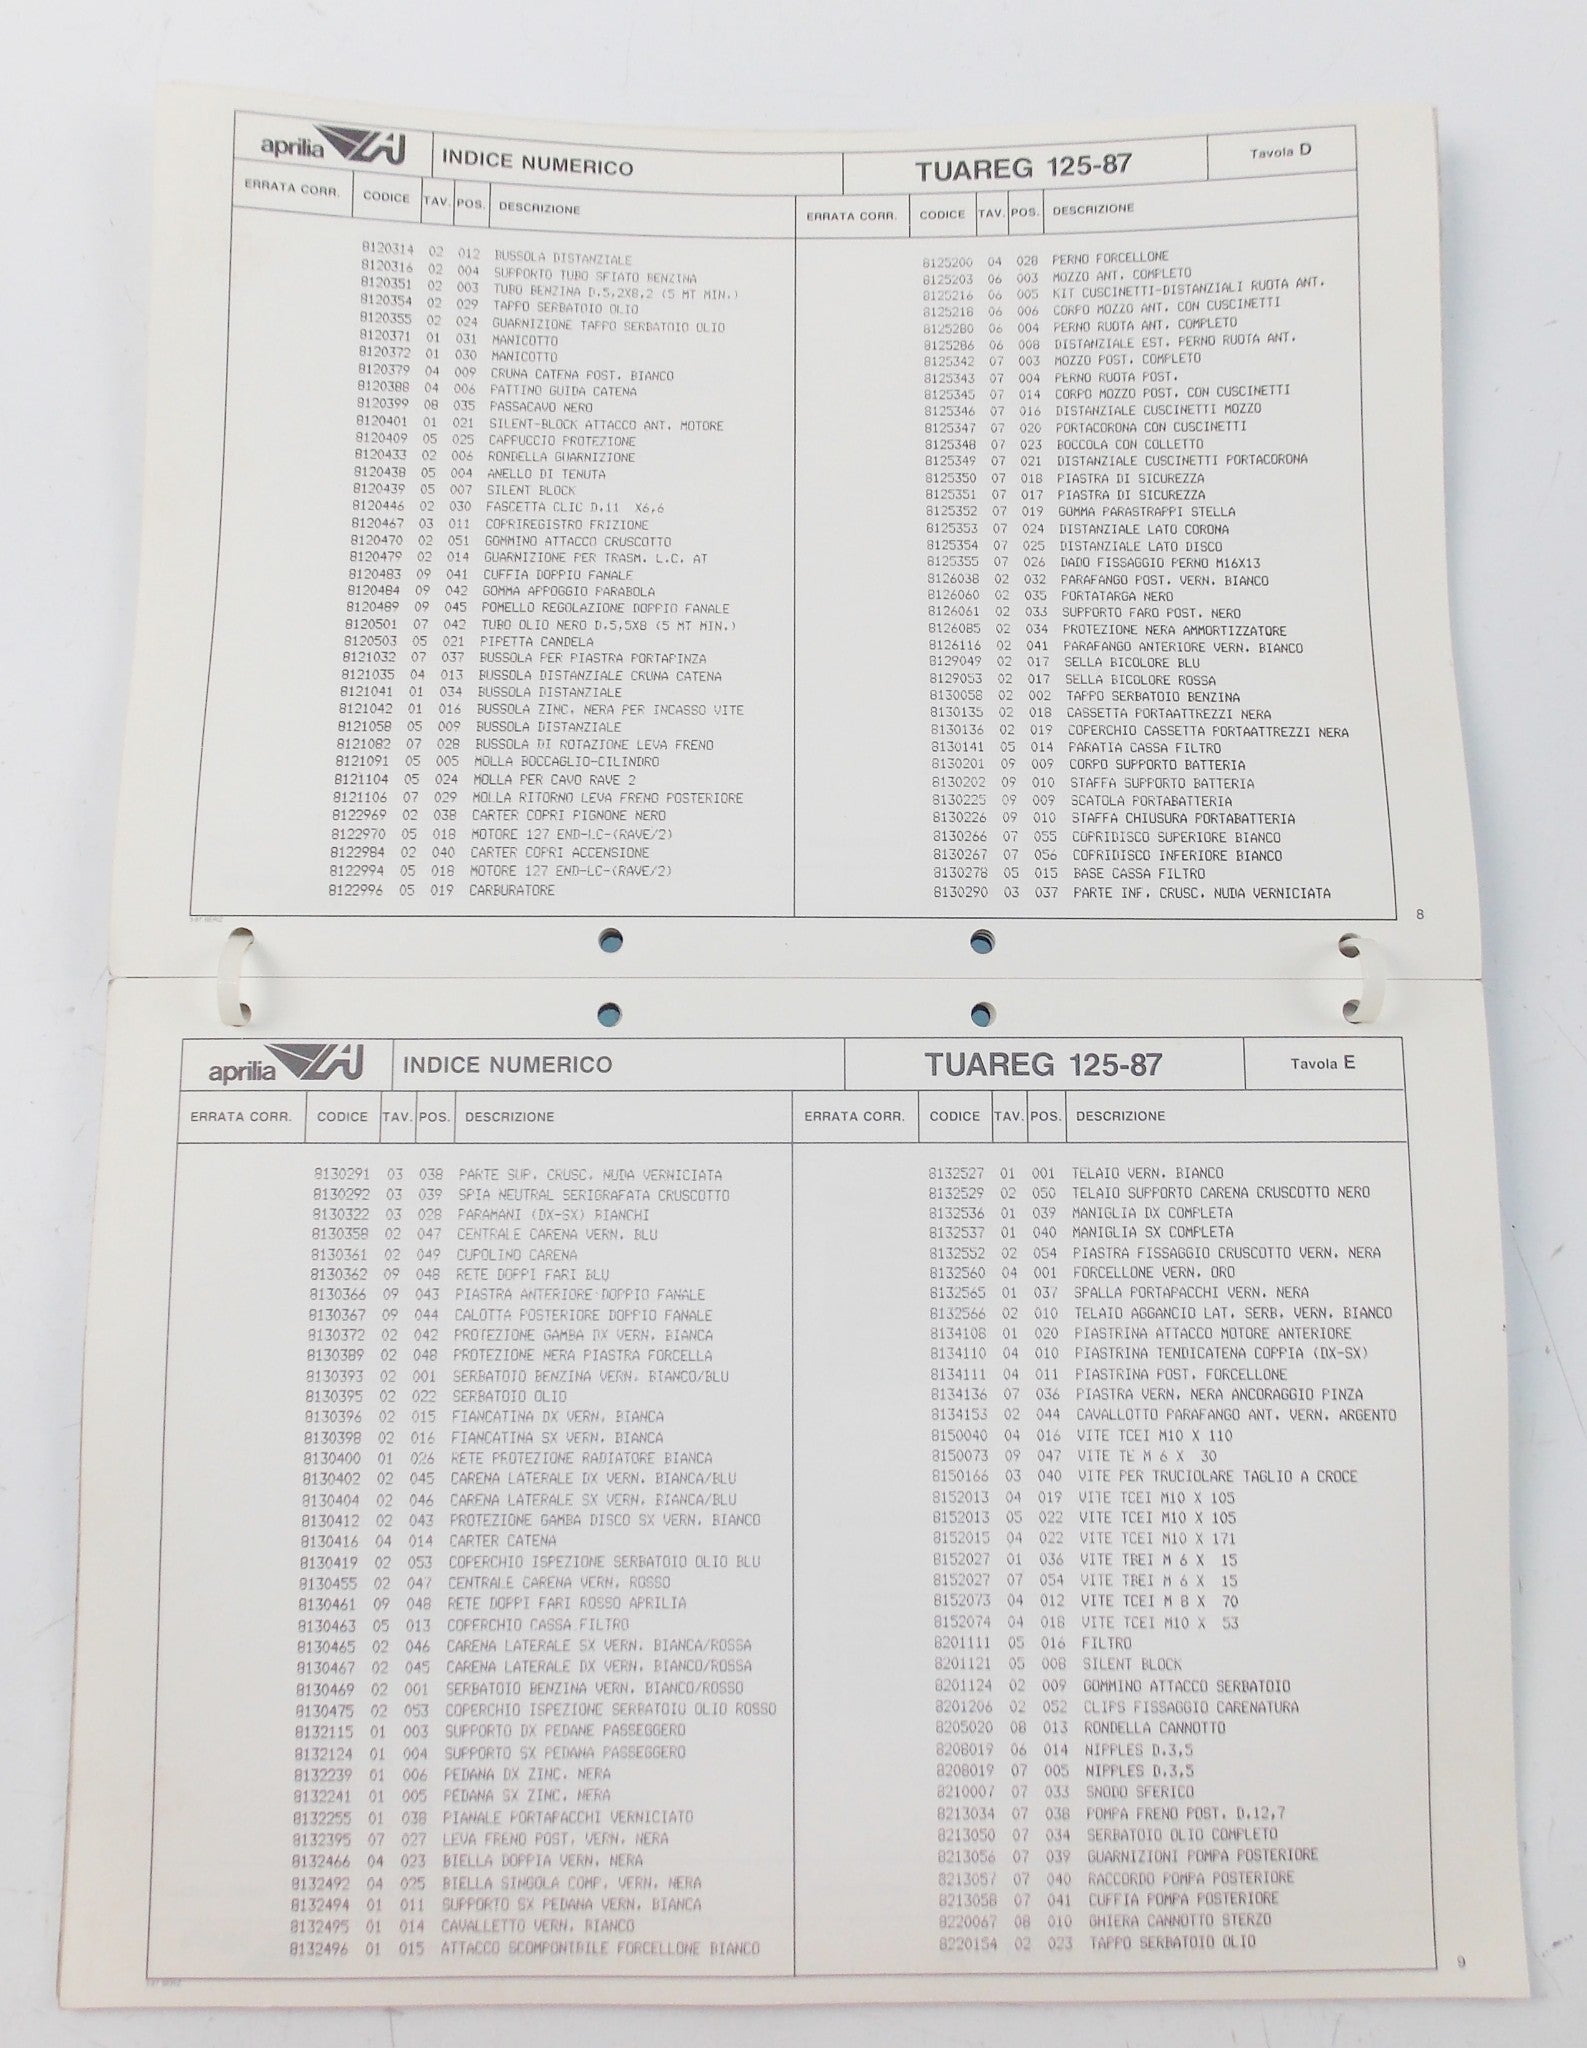 aprilia
INDICE NUMERICO
TUAREG 125-87
Tavola D
ERRATA CORR. CODICE TAV. POS. DESCRIZIONE
8120314 02 012 BUSSOLA DISTANZIALE
8120316 02 004 SUPPORTO TUBO SFIATO BENZINA
8120351 02 003 TUBO BENZINA D.5,2X8,2 (5 MT MIN.)
8120354 02 029 TAPPO SERBATOIO OLIO
8120355 02 024 GUARNIZIONE TAPPO SERBATOIO OLIO
8120371 01 031 MANICOTTO
8120372 01 030 MANICOTTO
8120379 04 009 CRUNA CATENA POST. BIANCO
8120388 04 006 PATTINO GUIDA CATENA
8120399 08 035 PASSACAVO NERO
8120401 01 021 SILENT-BLOCK ATTACCO ANT. MOTORE
8120409 05 025 CAPPUCCIO PROTEZIONE
8120433 02 006 RONDELLA GUARNIZIONE
8120438 05 004 ANELLO DI TENUTA
8120439 05 007 SILENT BLOCK
8120446 02 030 FASCETTA CLIC D.11 X6,6
8120467 03 011 COPRIREGISTRO FRIZIONE
8120470 02 051 GOMMINO ATTACCO CRUSCOTTO
8120479 02 014 GUARNIZIONE PER TRASM. L.C. AT
8120483 09 041 CUFFIA DOPPIO FANALE
8120484 09 042 GOMMA APPOGGIO PARABOLA
8120489 09 045 POMELLO REGOLAZIONE DOPPIO FANALE
8120501 07 042 TUBO OLIO NERO D.5,5X8 (5 MT MIN.)
8120503 05 021 PIPETTA CANDELA
8121032 07 037 BUSSOLA PER PIASTRA PORTAPINZA
8121035 04 013 BUSSOLA DISTANZIALE CRUNA CATENA
8121041 01 034 BUSSOLA DISTANZIALE
8121042 01 016 BUSSOLA ZINC. NERA PER INCASSO VITE
8121058 05 009 BUSSOLA DISTANZIALE
8121082 07 028 BUSSOLA DI ROTAZIONE LEVA FRENO
8121091 05 005 MOLLA BOCCAGLIO-CILINDRO
8121104 05 024 MOLLA PER CAVO RAVE 2
8121106 07 029 MOLLA RITORNO LEVA FRENO POSTERIORE
8122969 02 038 CARTER COPRI PIGNONE NERO
8122970 05 018 MOTORE 127 END-LC-(RAVE/2)
8122984 02 040 CARTER COPRI ACCENSIONE
8122994 05 018 MOTORE 127 END-LC-(RAVE/2)
8122996 05 019 CARBURATORE
ERRATA CORR. CODICE TAV. POS. DESCRIZIONE
8125200 04 028 PERNO FORCELLONE
8125203 06 003 MOZZO ANT. COMPLETO
8125216 06 005 KIT CUSCINETTI-DISTANZIALI RUOTA ANT.
8125218 06 006 CORPO MOZZO ANT. CON CUSCINETTI
8125280 06 004 PERNO RUOTA ANT. COMPLETO
8125286 06 008 DISTANZIALE EST. PERNO RUOTA ANT.
8125342 07 003 MOZZO POST. COMPLETO
8125343 07 004 PERNO RUOTA POST.
8125345 07 014 CORPO MOZZO POST. CON CUSCINETTI
8125346 07 016 DISTANZIALE CUSCINETTI MOZZO
8125347 07 020 PORTACORONA CON CUSCINETTI
8125348 07 023 BOCCOLA CON COLLETTO
8125349 07 021 DISTANZIALE CUSCINETTI PORTACORONA
8125350 07 018 PIASTRA DI SICUREZZA
8125351 07 017 PIASTRA DI SICUREZZA
8125352 07 019 GOMMA PARASTRAPPI STELLA
8125353 07 024 DISTANZIALE LATO CORONA
8125354 07 025 DISTANZIALE LATO DISCO
8125355 07 026 DADO FISSAGGIO PERNO M16X13
8126038 02 032 PARAFANGO POST. VERN. BIANCO
8126060 02 035 PORTATARGA NERO
8126061 02 033 SUPPORTO FARO POST. NERO
8126085 02 034 PROTEZIONE NERA AMMORTIZZATORE
8126116 02 041 PARAFANGO ANTERIORE VERN. BIANCO
8129049 02 017 SELLA BICOLORE BLU
8129053 02 017 SELLA BICOLORE ROSSA
8130058 02 002 TAPPO SERBATOIO BENZINA
8130135 02 018 CASSETTA PORTAATTREZZI NERA
8130136 02 019 COPERCHIO CASSETTA PORTAATTREZZI NERA
8130141 05 014 PARATIA CASSA FILTRO
8130201 09 009 CORPO SUPPORTO BATTERIA
8130202 09 010 STAFFA SUPPORTO BATTERIA
8130225 09 009 SCATOLA PORTABATTERIA
8130226 09 010 STAFFA CHIUSURA PORTABATTERIA
8130266 07 055 COPRIDISCO SUPERIORE BIANCO
8130267 07 056 COPRIDISCO INFERIORE BIANCO
8130278 05 015 BASE CASSA FILTRO
8130290 03 037 PARTE INF. CRUSC. NUDA VERNICIATA
8
aprilia
INDICE NUMERICO
TUAREG 125-87
Tavola E
ERRATA CORR. CODICE TAV. POS. DESCRIZIONE
8130291 03 038 PARTE SUP. CRUSC. NUDA VERNICIATA
8130292 03 039 SPIA NEUTRAL SERIGRAFATA CRUSCOTTO
8130322 03 028 PARAMANI (DX-SX) BIANCHI
8130358 02 047 CENTRALE CARENA VERN. BLU
8130361 02 049 CUPOLINO CARENA
8130362 09 048 RETE DOPPI FARI BLU
8130366 09 043 PIASTRA ANTERIORE DOPPIO FANALE
8130367 09 044 CALOTTA POSTERIORE DOPPIO FANALE
8130372 02 042 PROTEZIONE GAMBA DX VERN. BIANCA
8130389 02 048 PROTEZIONE NERA PIASTRA FORCELLA
8130393 02 001 SERBATOIO BENZINA VERN. BIANCO/BLU
8130395 02 022 SERBATOIO OLIO
8130396 02 015 FIANCATINA DX VERN. BIANCA
8130398 02 016 FIANCATINA SX VERN. BIANCA
8130400 01 026 RETE PROTEZIONE RADIATORE BIANCA
8130402 02 045 CARENA LATERALE DX VERN. BIANCA/BLU
8130404 02 046 CARENA LATERALE SX VERN. BIANCA/BLU
8130412 02 043 PROTEZIONE GAMBA DISCO SX VERN. BIANCO
8130416 04 014 CARTER CATENA
8130419 02 053 COPERCHIO ISPEZIONE SERBATOIO OLIO BLU
8130455 02 047 CENTRALE CARENA VERN. ROSSO
8130461 09 048 RETE DOPPI FARI ROSSO APRILIA
8130463 05 013 COPERCHIO CASSA FILTRO
8130465 02 046 CARENA LATERALE SX VERN. BIANCA/ROSSA
8130467 02 045 CARENA LATERALE DX VERN. BIANCO/ROSSA
8130469 02 001 SERBATOIO BENZINA VERN. BIANCO/ROSSO
8130475 02 053 COPERCHIO ISPEZIONE SERBATOIO OLIO ROSSO
8132115 01 003 SUPPORTO DX PEDANE PASSEGGERO
8132124 01 004 SUPPORTO SX PEDANA PASSEGGERO
8132239 01 006 PEDANA DX ZINC. NERA
8132241 01 005 PEDANA SX ZINC. NERA
8132255 01 038 PIANALE PORTAPACCHI VERNICIATO
8132395 07 027 LEVA FRENO POST. VERN. NERA
8132466 04 023 BIELLA DOPPIA VERN. NERA
8132492 04 025 BIELLA SINGOLA COMP. VERN. NERA
8132494 01 011 SUPPORTO SX PEDANA VERN. BIANCA
8132495 01 014 CAVALLETTO VERN. BIANCO
8132496 01 015 ATTACCO SCOMPONIBILE FORCELLONE BIANCO
ERRATA CORR. CODICE TAV. POS. DESCRIZIONE
8132527 01 001 TELAIO VERN. BIANCO
8132529 02 050 TELAIO SUPPORTO CARENA CRUSCOTTO NERO
8132536 01 039 MANIGLIA DX COMPLETA
8132537 01 040 MANIGLIA SX COMPLETA
8132552 02 054 PIASTRA FISSAGGIO CRUSCOTTO VERN. NERA
8132560 04 001 FORCELLONE VERN. ORO
8132565 01 037 SPALLA PORTAPACCHI VERN. NERA
8132566 02 010 TELAIO AGGANCIO LAT. SERB. VERN. BIANCO
8134108 01 020 PIASTRINA ATTACCO MOTORE ANTERIORE
8134110 04 010 PIASTRINA TENDICATENA COPPIA (DX-SX)
8134111 04 011 PIASTRINA POST. FORCELLONE
8134136 07 036 PIASTRA VERN. NERA ANCORAGGIO PINZA
8134153 02 044 CAVALLOTTO PARAFANGO ANT. VERN. ARGENTO
8150040 04 016 VITE TCEI M10 X 110
8150073 09 047 VITE TE M 6 X 30
8150166 03 040 VITE PER TRUCIOLARE TAGLIO A CROCE
8152013 04 019 VITE TCEI M10 X 105
8152013 05 022 VITE TCEI M10 X 105
8152015 04 022 VITE TCEI M10 X 171
8152027 01 036 VITE TBEI M 6 X 15
8152027 07 054 VITE TBEI M 6 X 15
8152073 04 012 VITE TCEI M 8 X 70
8152074 04 018 VITE TCEI M10 X 53
8201111 05 016 FILTRO
8201121 05 008 SILENT BLOCK
8201124 02 009 GOMMINO ATTACCO SERBATOIO
8201206 02 052 CLIPS FISSAGGIO CARENATURA
8205020 08 013 RONDELLA CANNOTTO
8208019 06 014 NIPPLES D.3,5
8208019 07 005 NIPPLES D.3,5
8210007 07 033 SNODO SFERICO
8213034 07 038 POMPA FRENO POST. D.12,7
8213050 07 034 SERBATOIO OLIO COMPLETO
8213056 07 039 GUARNIZIONI POMPA POSTERIORE
8213057 07 040 RACCORDO POMPA POSTERIORE
8213058 07 041 CUFFIA POMPA POSTERIORE
8220067 08 010 GHIERA CANNOTTO STERZO
8220154 02 023 TAPPO SERBATOIO OLIO
9